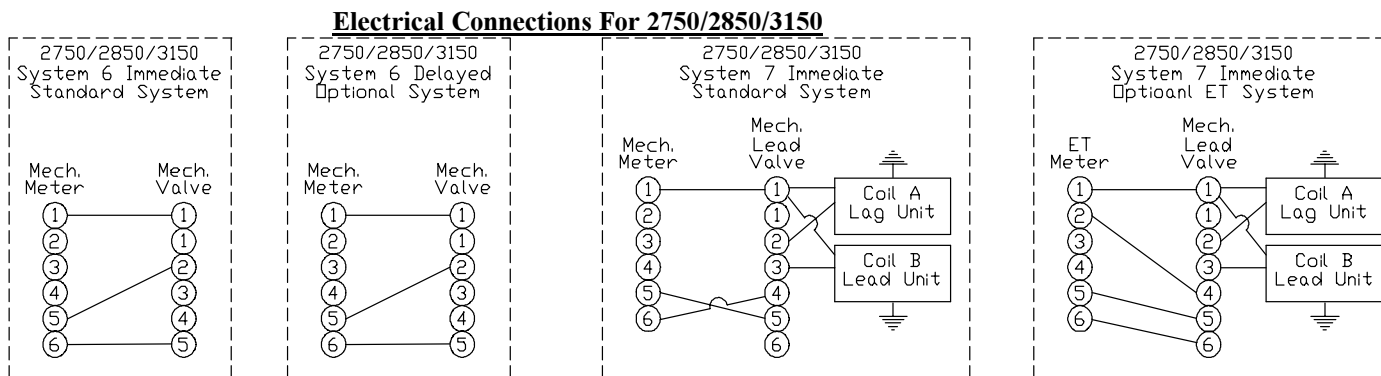 Electrical Connections For 2750/2850/3150
2750/2850/3150
System 6 Immediate
Standard System
Mech.
Meter
Mech.
Valve
1
2
3
4
5
6
1
1
2
3
4
5
2750/2850/3150
System 6 Delayed
Optional System
Mech.
Meter
Mech.
Valve
1
2
3
4
5
6
1
1
2
3
4
5
2750/2850/3150
System 7 Immediate
Standard System
Mech.
Meter
Mech.
Lead
Valve
1
2
3
4
5
6
1
1
2
3
4
5
6
Coil A
Lag Unit
Coil B
Lead Unit
2750/2850/3150
System 7 Immediate
Optioanl ET System
ET
Meter
Mech.
Lead
Valve
1
2
3
4
5
6
1
1
2
3
4
5
6
Coil A
Lag Unit
Coil B
Lead Unit